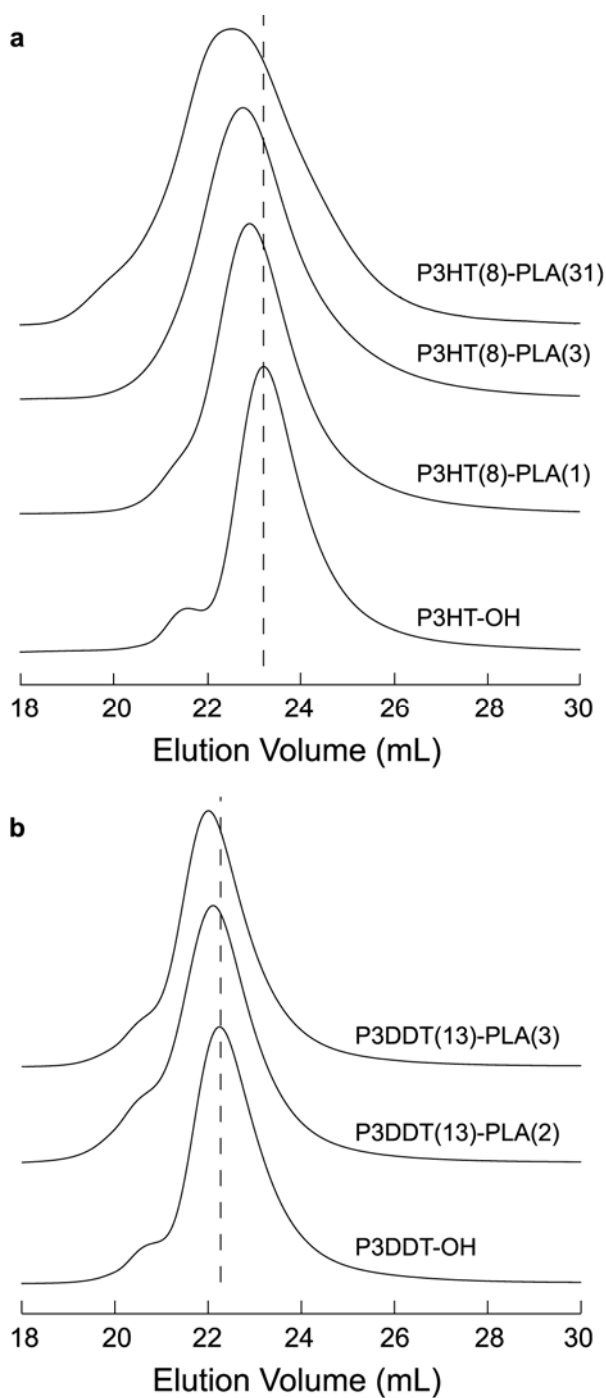 a
P3HT(8)-PLA(31)
P3HT(8)-PLA(3)
P3HT(8)-PLA(1)
P3HT-OH
18 20 22 24 26 28 30
Elution Volume (mL)
b
P3DDT(13)-PLA(3)
P3DDT(13)-PLA(2)
P3DDT-OH
18 20 22 24 26 28 30
Elution Volume (mL)